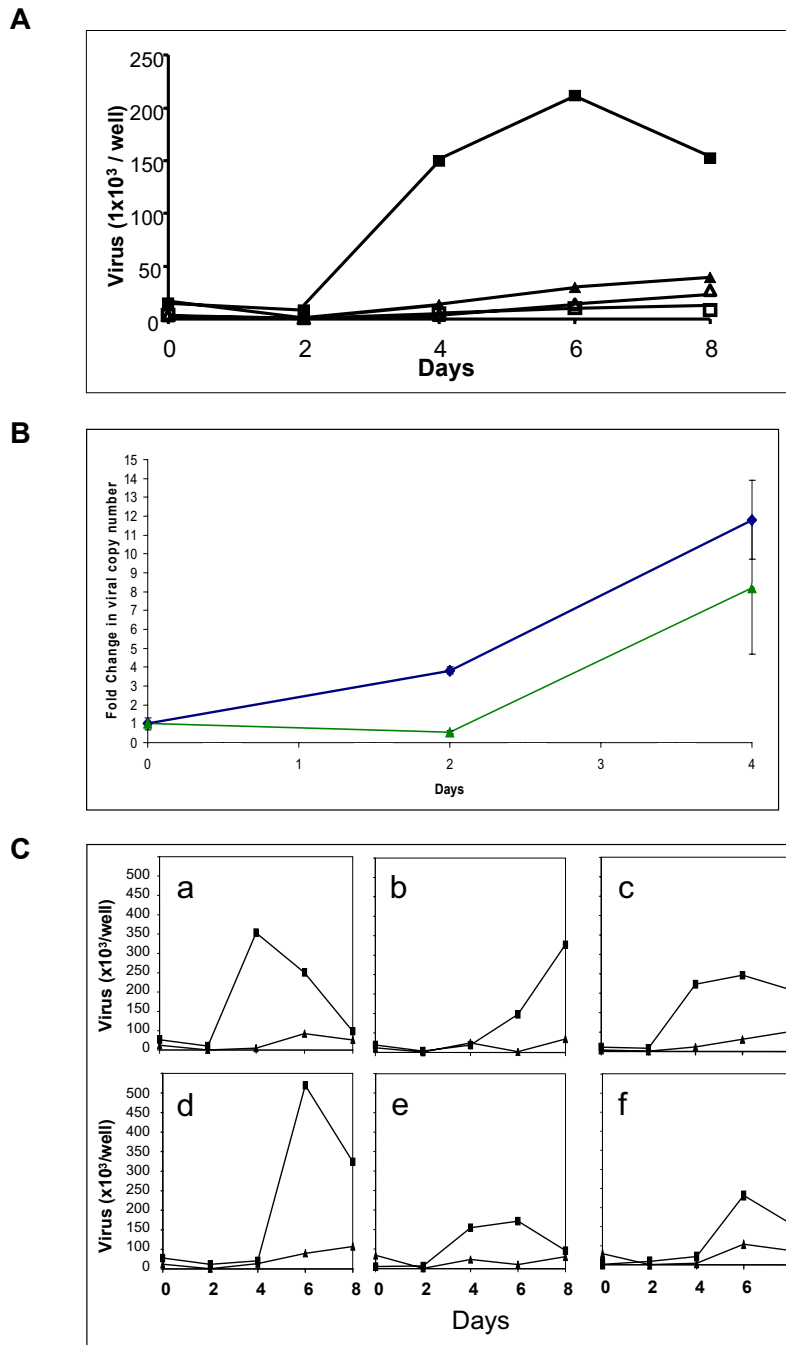 A
Virus (1x10³ / well)
250
200
150
100
50
0
0 2 4 6 8
Days
B
Fold Change in viral copy number
15
14
13
12
11
10
9
8
7
6
5
4
3
2
1
0
0 1 2 3 4
Days
C
Virus (x10³/well)
500
450
400
350
300
250
200
150
100
50
0
a b c
Virus (x10³/well)
500
450
400
350
300
250
200
150
100
50
0
d e f
0 2 4 6 8 0 2 4 6 8 0 2 4 6
Days